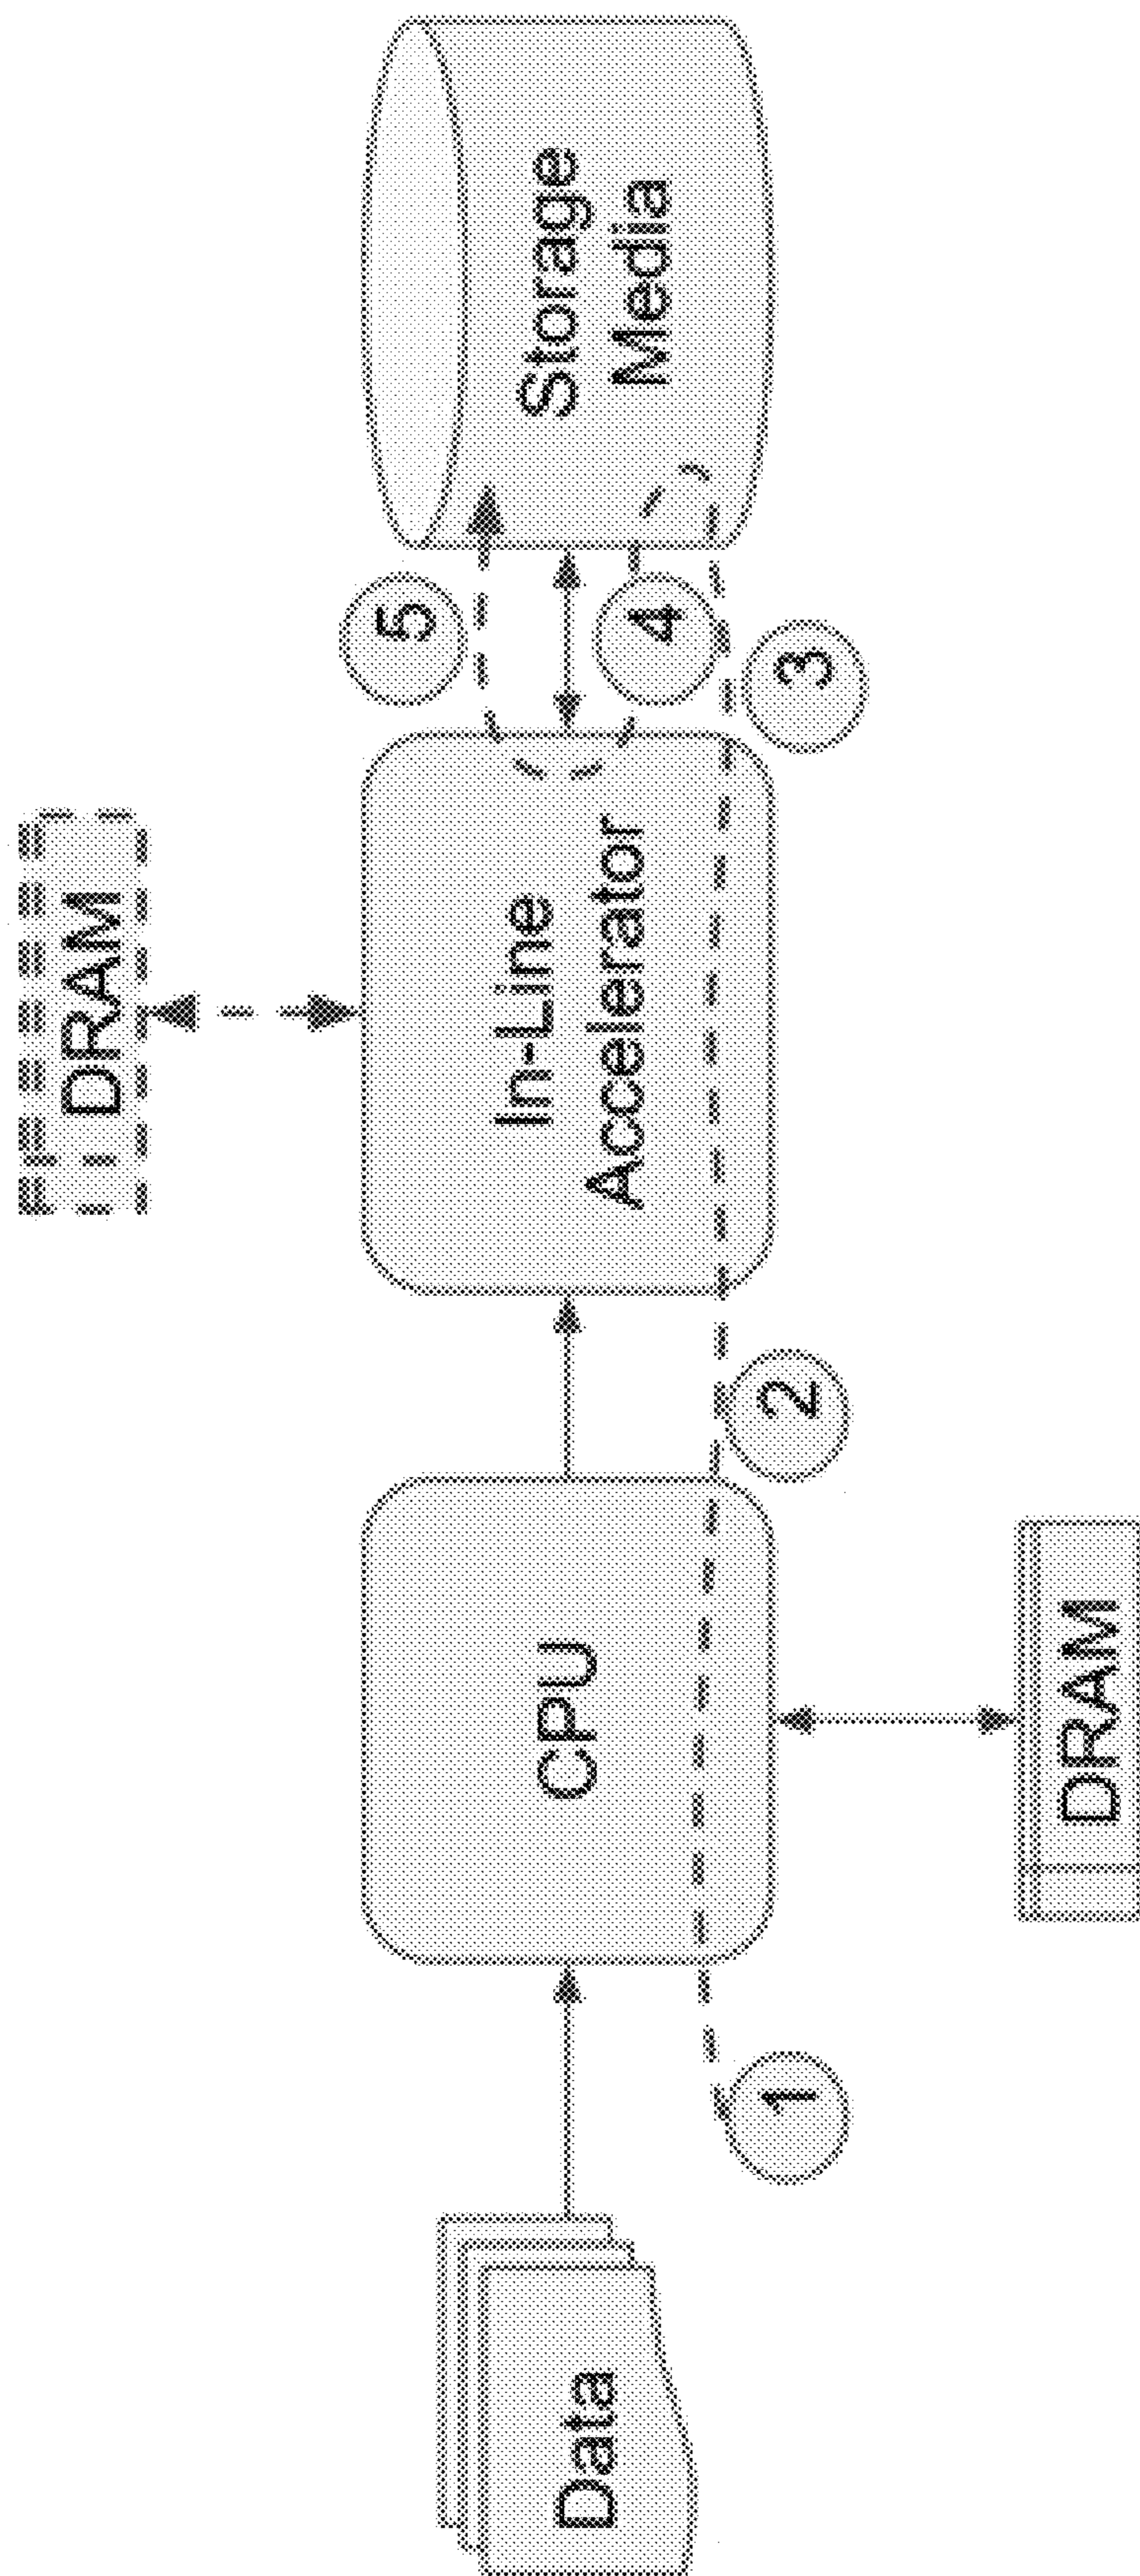 DRAM
5
Data
CPU
In-Line
Accelerator
Storage
Media
4
1
2
3
DRAM